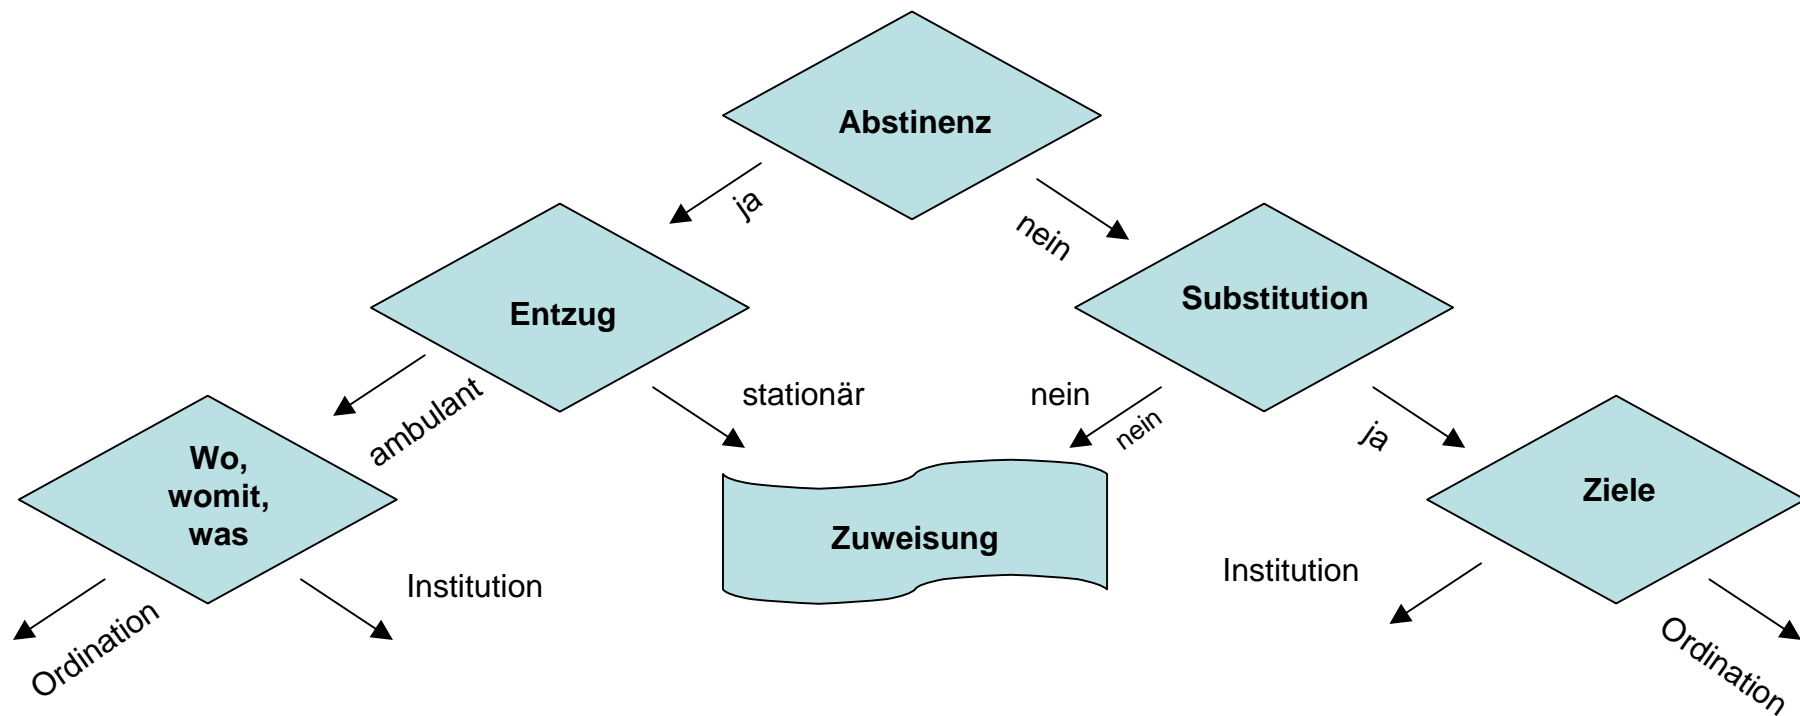 Abstinenz
ja
nein
Entzug
Substitution
ambulant
stationär
nein
nein
ja
Wo,
womit,
was
Zuweisung
Ziele
Institution
Institution
Ordination
Ordination